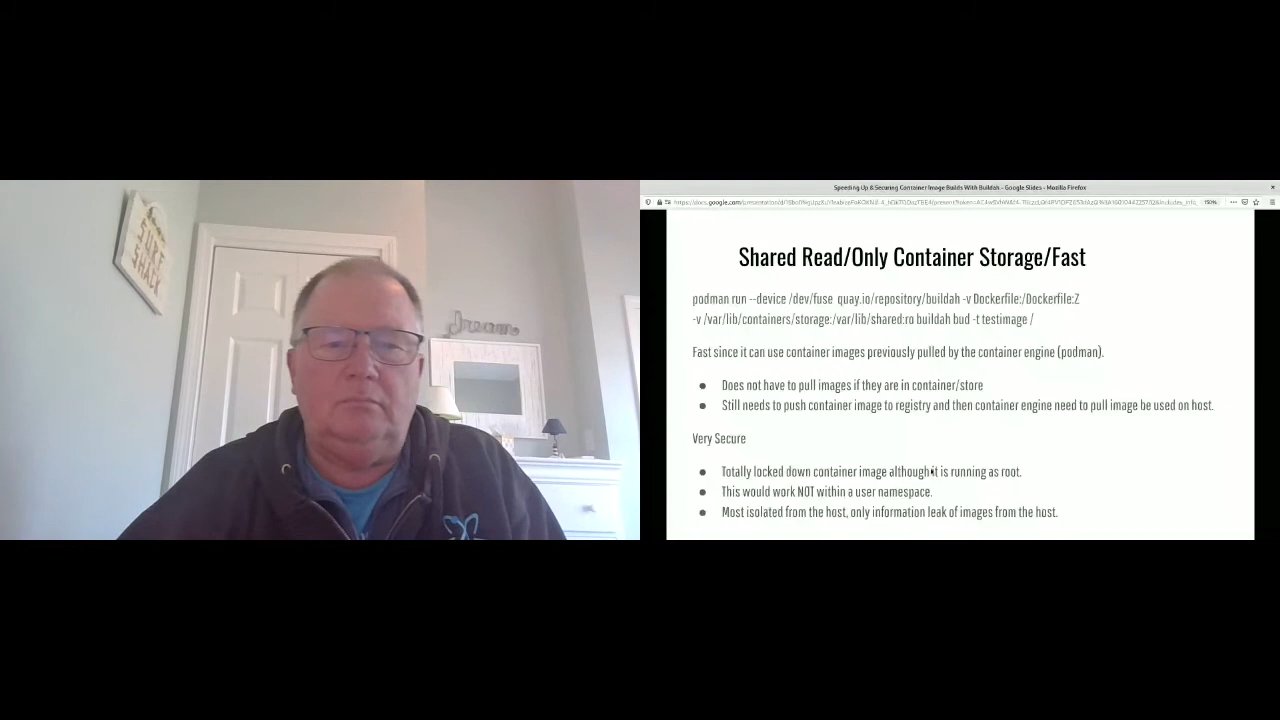 SURF
SHACK
Dream
Speeding Up & Securing Container Image Builds With Buildah - Google Slides - Mozilla Firefox
150%
Shared Read/Only Container Storage/Fast
podman run --device /dev/fuse quay.io/repository/buildah -v Dockerfile:/Dockerfile:Z
-v /var/lib/containers/storage:/var/lib/shared:ro buildah bud -t testimage /
Fast since it can use container images previously pulled by the container engine (podman).
● Does not have to pull images if they are in container/store
● Still needs to push container image to registry and then container engine need to pull image be used on host.
Very Secure
● Totally locked down container image although it is running as root.
● This would work NOT within a user namespace.
● Most isolated from the host, only information leak of images from the host.